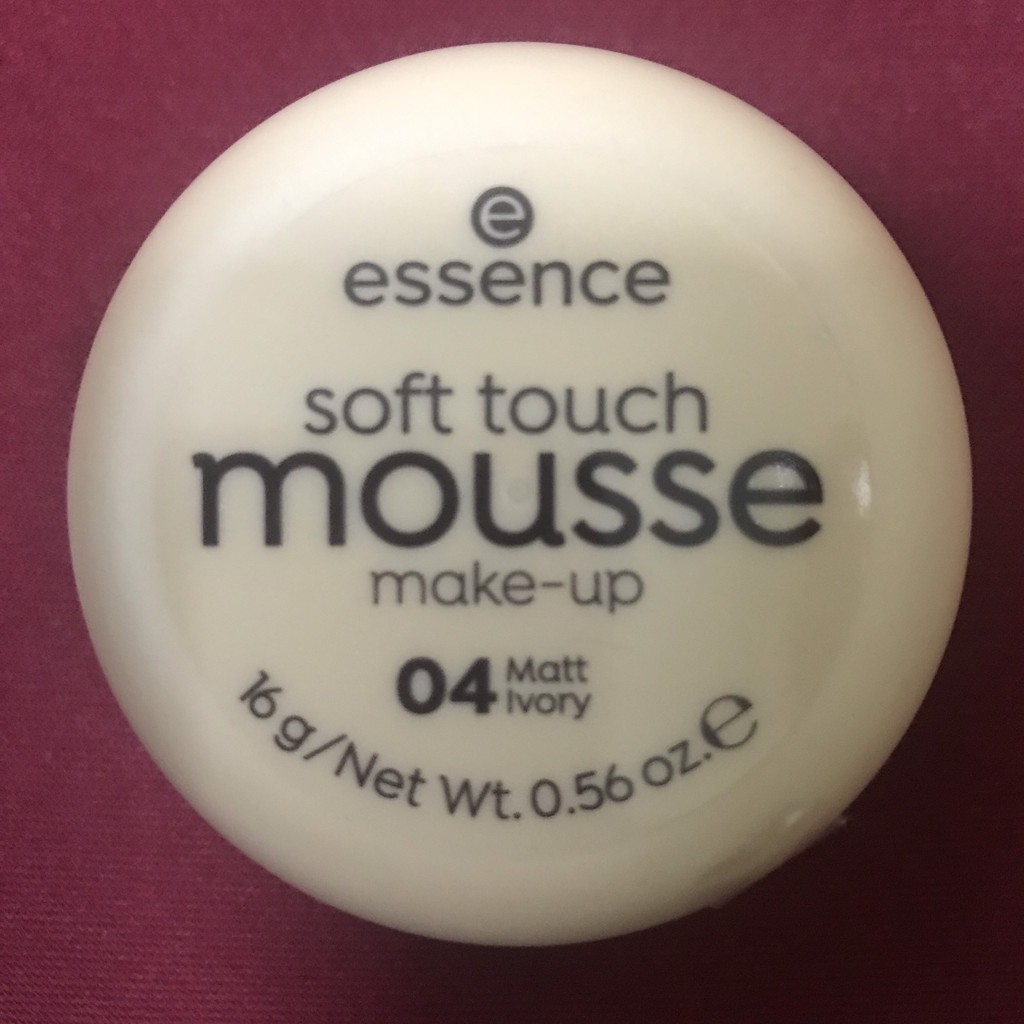 e
essence
soft touch
mousse
make-up
04 Matt
Ivory
16 g/Net Wt. 0.56 oz. ℮